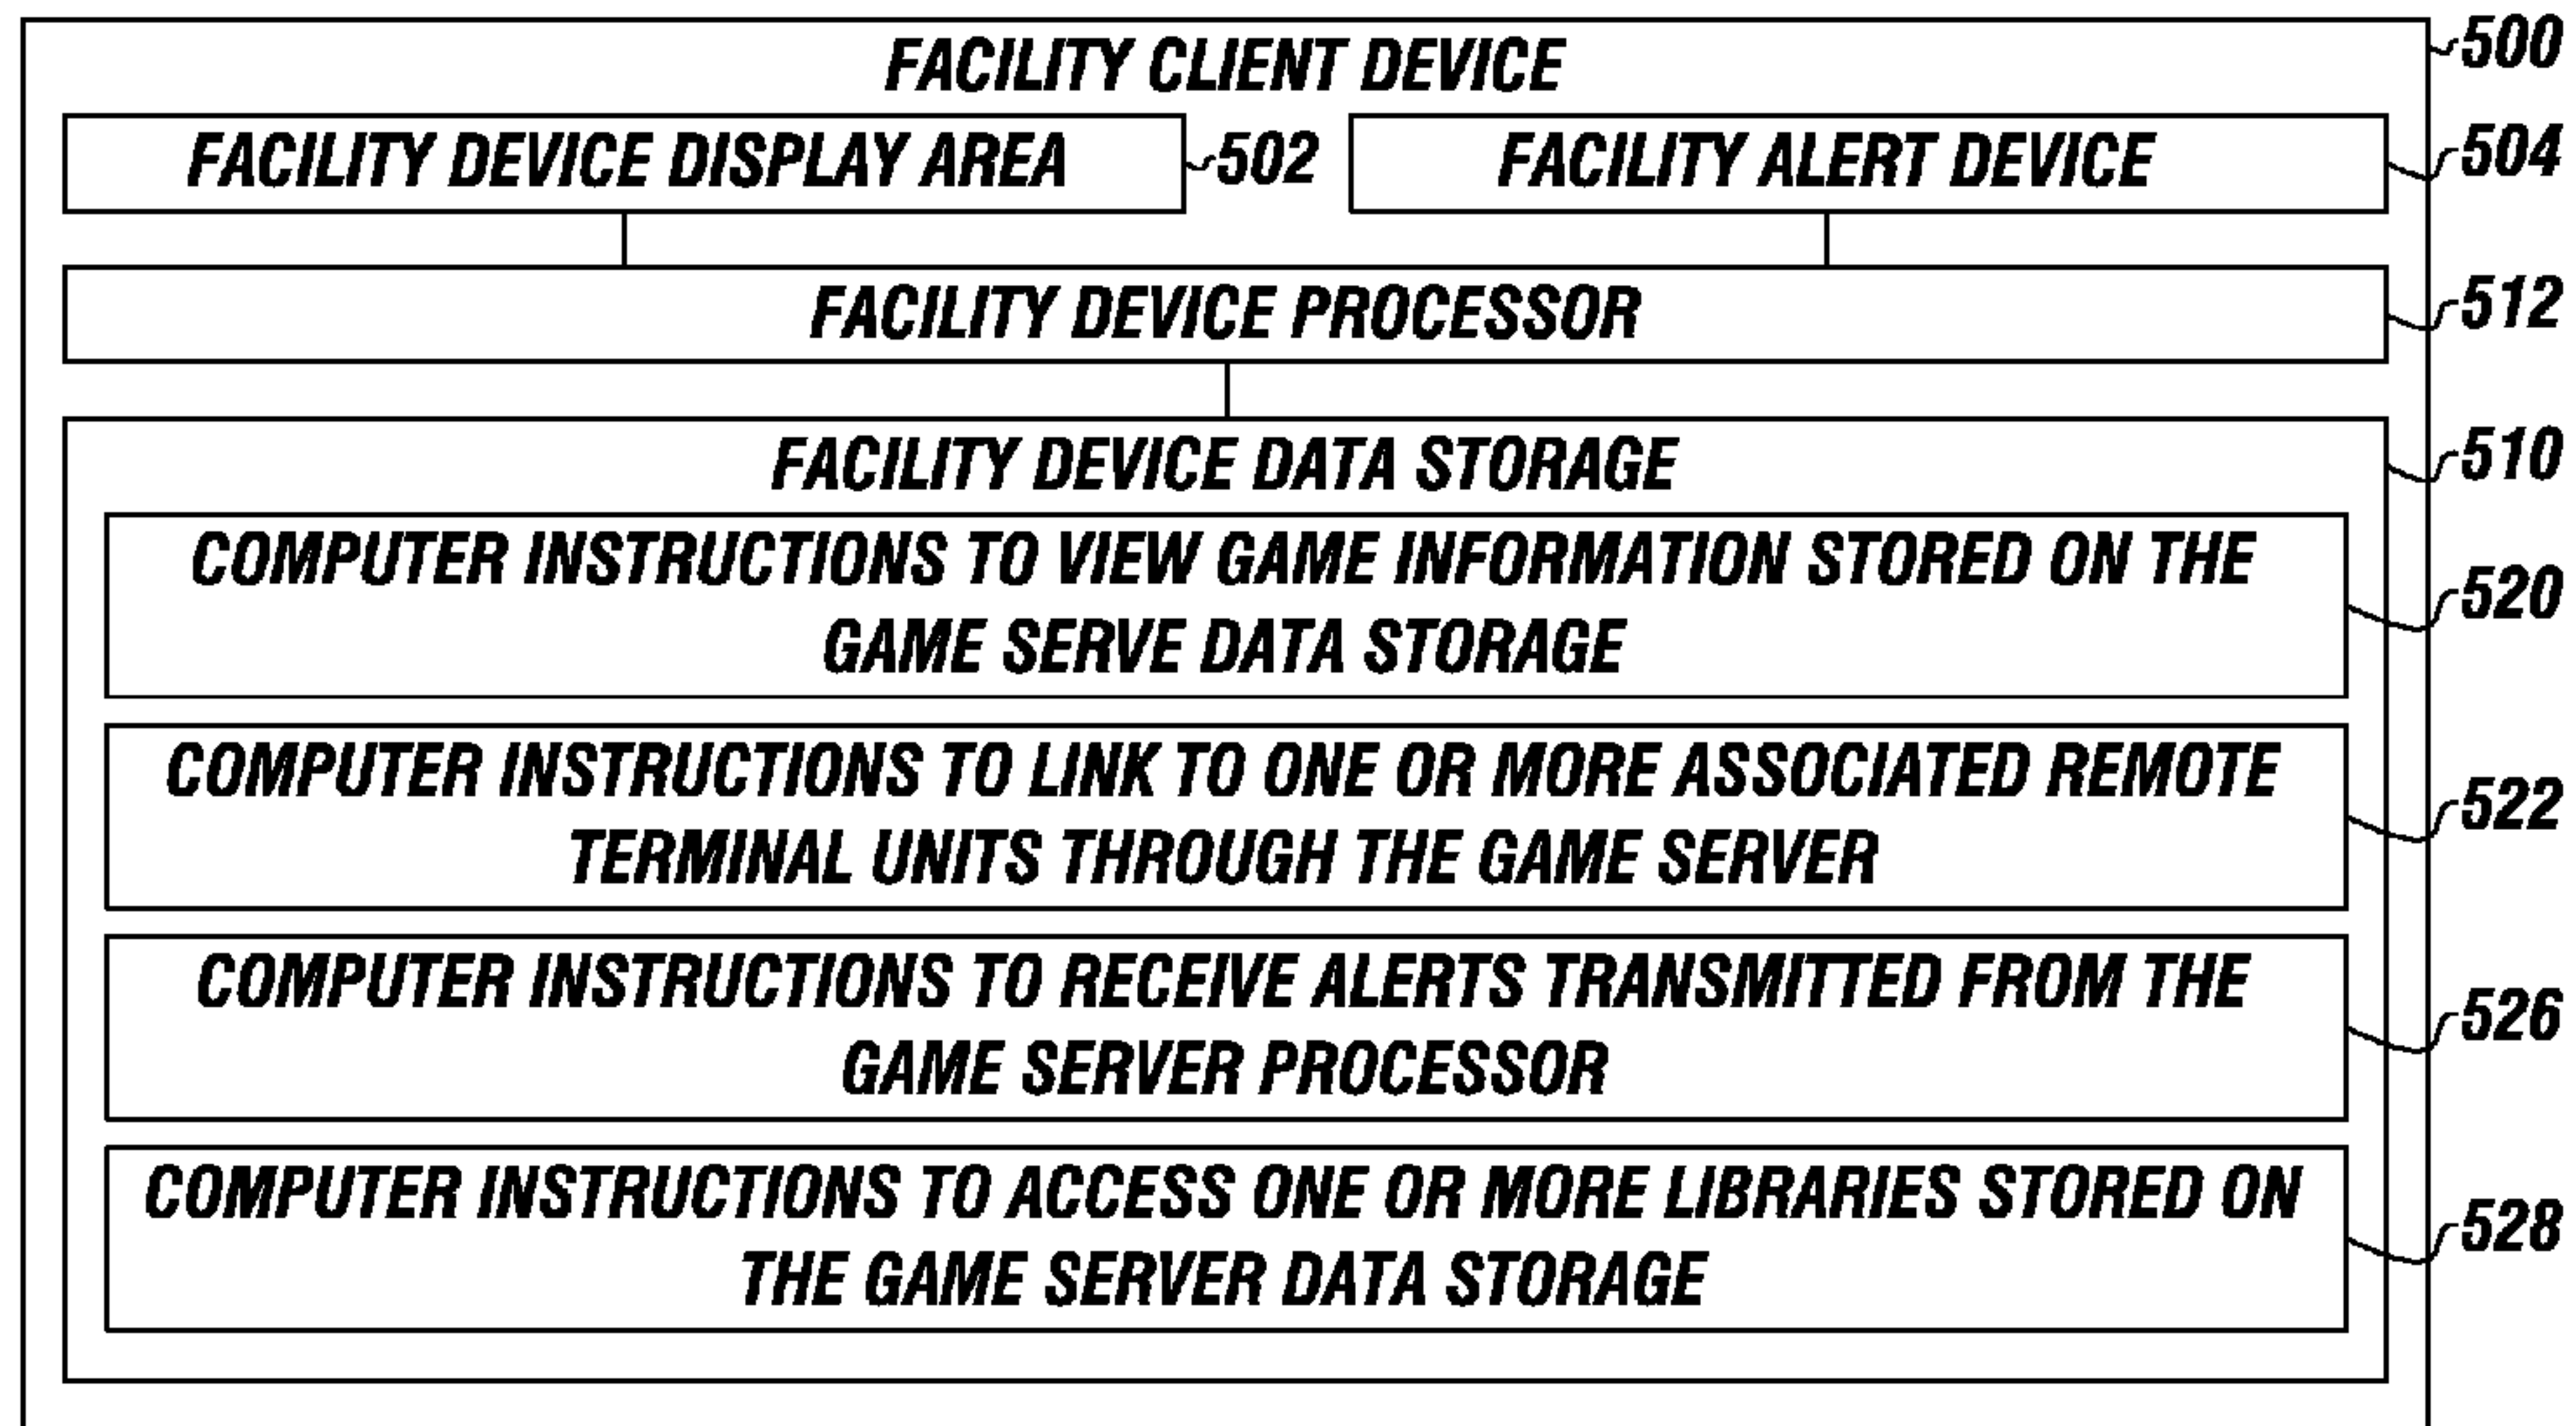 FACILITY CLIENT DEVICE 500
FACILITY DEVICE DISPLAY AREA 502 FACILITY ALERT DEVICE 504
FACILITY DEVICE PROCESSOR 512
FACILITY DEVICE DATA STORAGE 510
COMPUTER INSTRUCTIONS TO VIEW GAME INFORMATION STORED ON THE
GAME SERVE DATA STORAGE 520
COMPUTER INSTRUCTIONS TO LINK TO ONE OR MORE ASSOCIATED REMOTE
TERMINAL UNITS THROUGH THE GAME SERVER 522
COMPUTER INSTRUCTIONS TO RECEIVE ALERTS TRANSMITTED FROM THE
GAME SERVER PROCESSOR 526
COMPUTER INSTRUCTIONS TO ACCESS ONE OR MORE LIBRARIES STORED ON
THE GAME SERVER DATA STORAGE 528